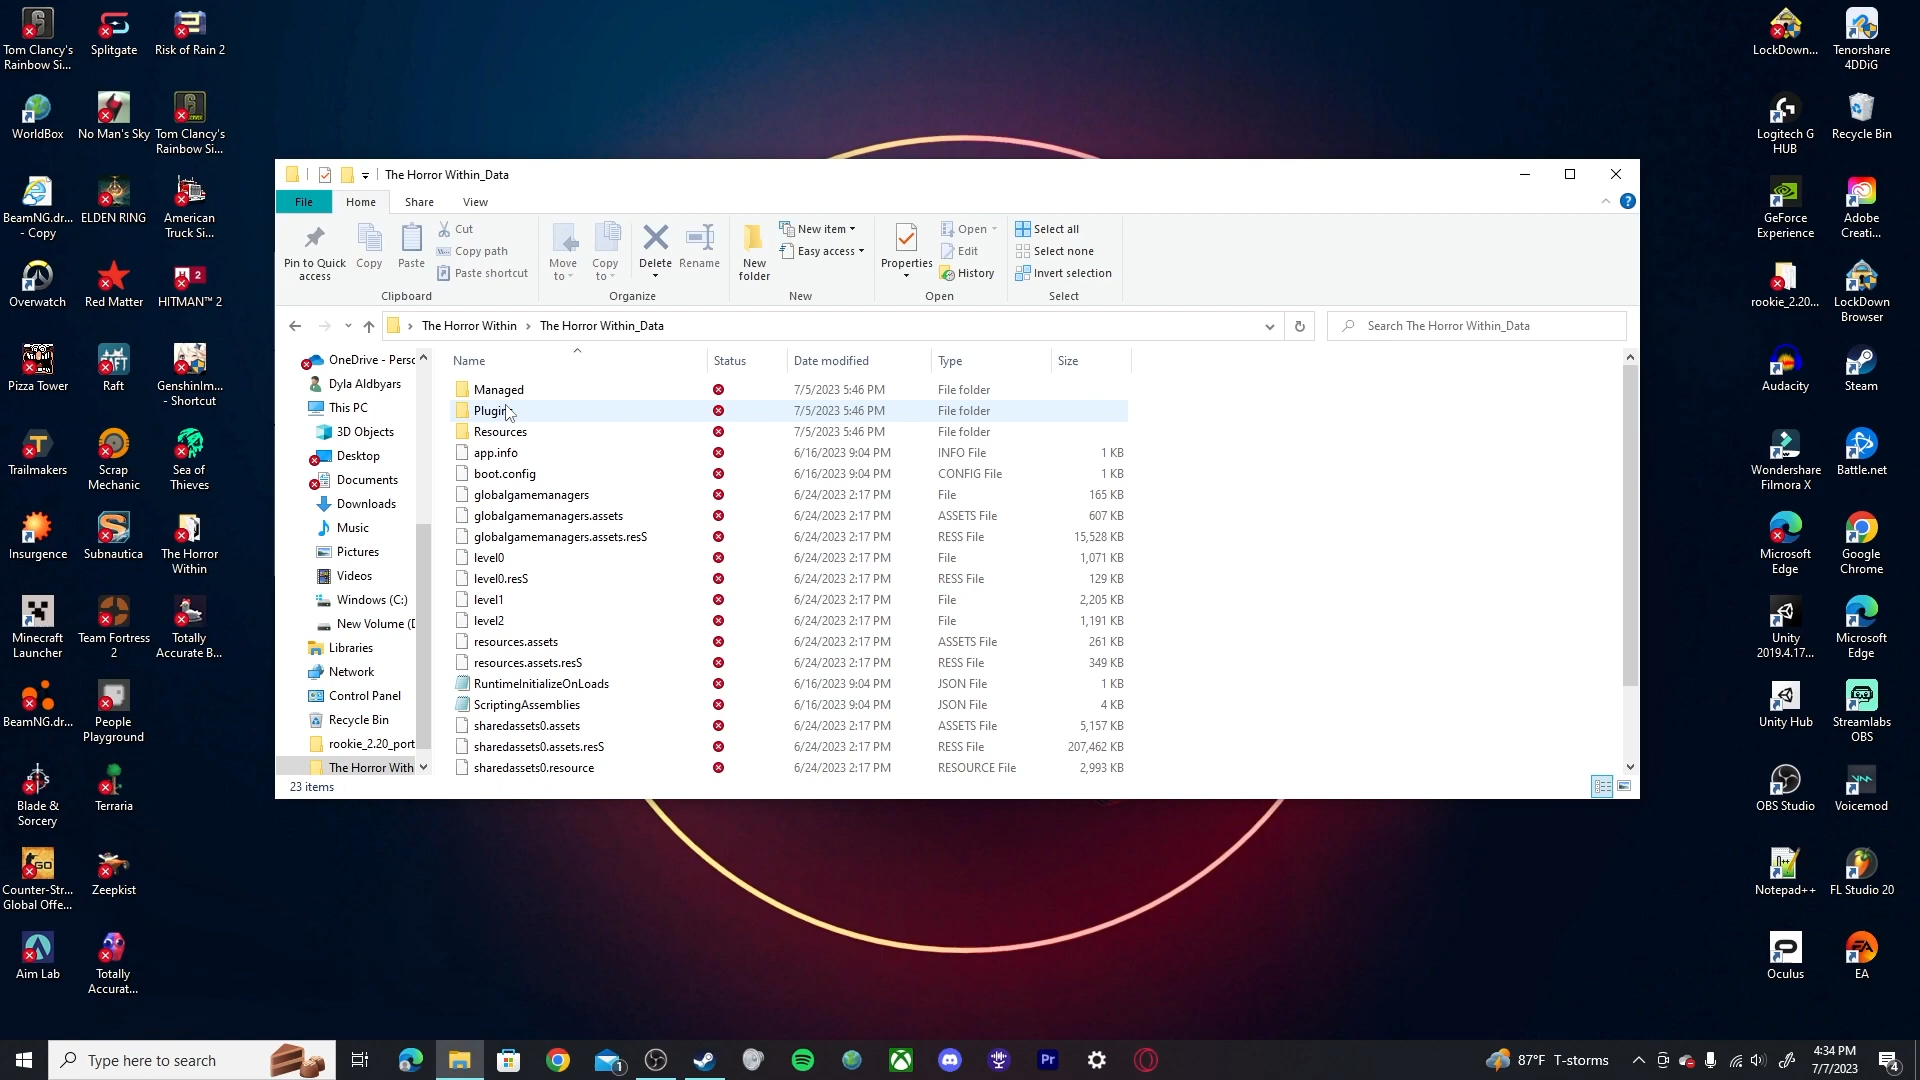 Tom Clancy's
Rainbow Si...
Splitgate
Risk of Rain 2
WorldBox
No Man's Sky
Tom Clancy's
Rainbow Si...
BeamNG.dr...
- Copy
ELDEN RING
American
Truck Si...
Overwatch
Red Matter
HITMAN™ 2
Pizza Tower
Raft
GenshinIm...
- Shortcut
Trailmakers
Scrap
Mechanic
Sea of
Thieves
Insurgence
Subnautica
The Horror
Within
Minecraft
Launcher
Team Fortress
2
Totally
Accurate B...
BeamNG.dr...
People
Playground
Blade &
Sorcery
Terraria
Counter-Str...
Global Offe...
Zeepkist
Aim Lab
Totally
Accurat...
The Horror Within_Data
File
Home
Share
View
Pin to Quick
access
Copy
Paste
Cut
Copy path
Paste shortcut
Clipboard
Move
to
Copy
to
Delete
Rename
Organize
New
folder
New item
Easy access
New
Properties
Open
Edit
History
Open
Select all
Select none
Invert selection
Select
The Horror Within
The Horror Within_Data
Search The Horror Within_Data
OneDrive - Perso
Dyla Aldbyars
This PC
3D Objects
Desktop
Documents
Downloads
Music
Pictures
Videos
Windows (C:)
New Volume (D
Libraries
Network
Control Panel
Recycle Bin
rookie_2.20_port
The Horror With
Name Status Date modified Type Size
Managed 7/5/2023 5:46 PM File folder
Plugins 7/5/2023 5:46 PM File folder
Resources 7/5/2023 5:46 PM File folder
app.info 6/16/2023 9:04 PM INFO File 1 KB
boot.config 6/16/2023 9:04 PM CONFIG File 1 KB
globalgamemanagers 6/24/2023 2:17 PM File 165 KB
globalgamemanagers.assets 6/24/2023 2:17 PM ASSETS File 607 KB
globalgamemanagers.assets.resS 6/24/2023 2:17 PM RESS File 15,528 KB
level0 6/24/2023 2:17 PM File 1,071 KB
level0.resS 6/24/2023 2:17 PM RESS File 129 KB
level1 6/24/2023 2:17 PM File 2,205 KB
level2 6/24/2023 2:17 PM File 1,191 KB
resources.assets 6/24/2023 2:17 PM ASSETS File 261 KB
resources.assets.resS 6/24/2023 2:17 PM RESS File 349 KB
RuntimeInitializeOnLoads 6/16/2023 9:04 PM JSON File 1 KB
ScriptingAssemblies 6/16/2023 9:04 PM JSON File 4 KB
sharedassets0.assets 6/24/2023 2:17 PM ASSETS File 5,157 KB
sharedassets0.assets.resS 6/24/2023 2:17 PM RESS File 207,462 KB
sharedassets0.resource 6/24/2023 2:17 PM RESOURCE File 2,993 KB
23 items
LockDown...
Tenorshare
4DDiG
Logitech G
HUB
Recycle Bin
GeForce
Experience
Adobe
Creati...
rookie_2.20...
LockDown
Browser
Audacity
Steam
Wondershare
Filmora X
Battle.net
Microsoft
Edge
Google
Chrome
Unity
2019.4.17...
Microsoft
Edge
Unity Hub
Streamlabs
OBS
OBS Studio
Voicemod
Notepad++
FL Studio 20
Oculus
EA
Type here to search
87°F T-storms
4:34 PM
7/7/2023
4